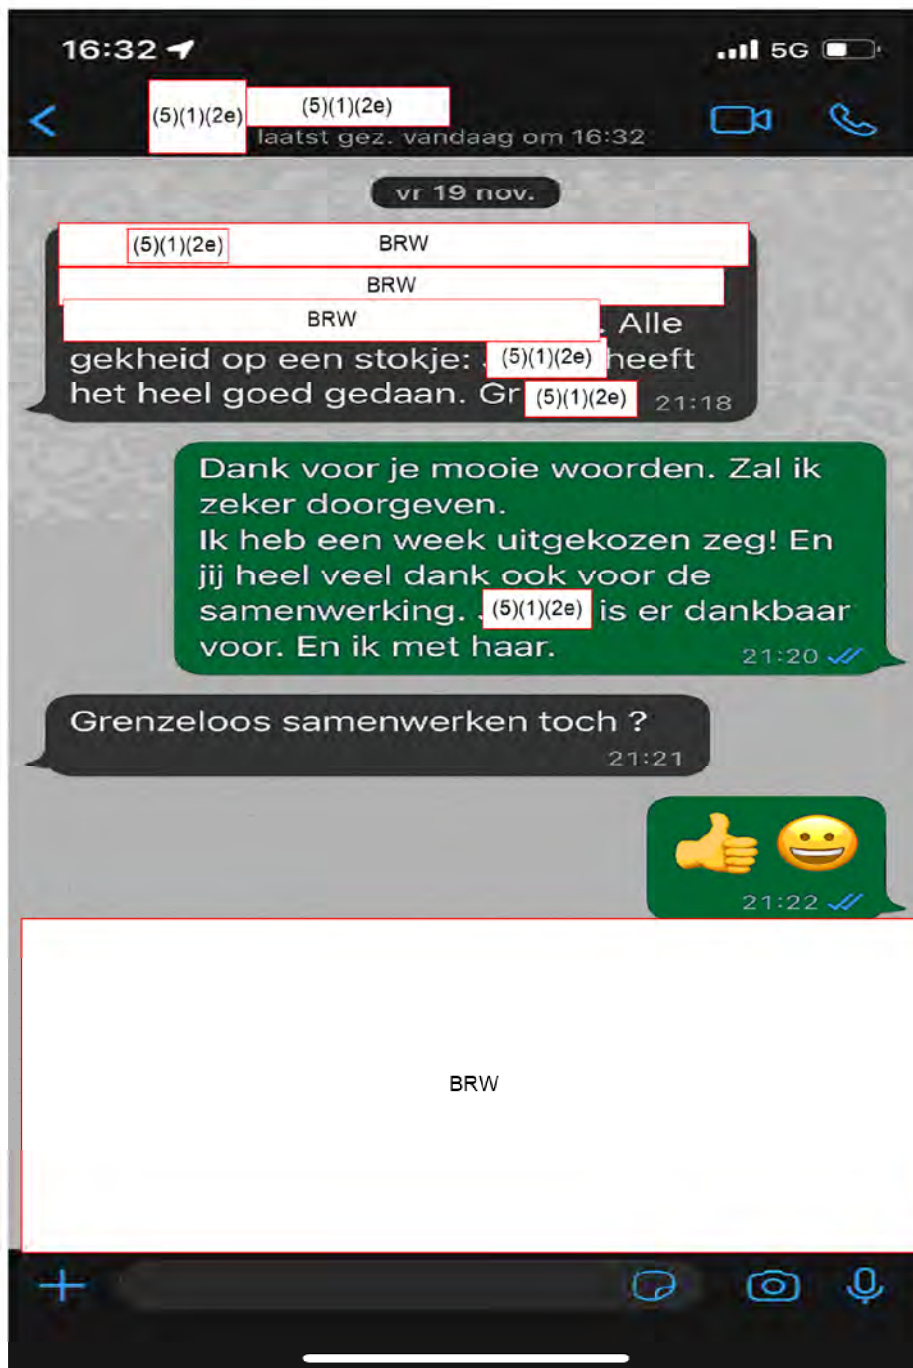 16:32
5G
(5)(1)(2e) (5)(1)(2e)
laatst gez. vandaag om 16:32
vr 19 nov.
(5)(1)(2e) BRW
BRW
BRW . Alle
gekheid op een stokje: (5)(1)(2e) heeft
het heel goed gedaan. Gr (5)(1)(2e) 21:18
Dank voor je mooie woorden. Zal ik
zeker doorgeven.
Ik heb een week uitgekozen zeg! En
jij heel veel dank ook voor de
samenwerking. (5)(1)(2e) is er dankbaar
voor. En ik met haar. 21:20
Grenzeloos samenwerken toch ?
21:21
👍 😀
21:22
BRW